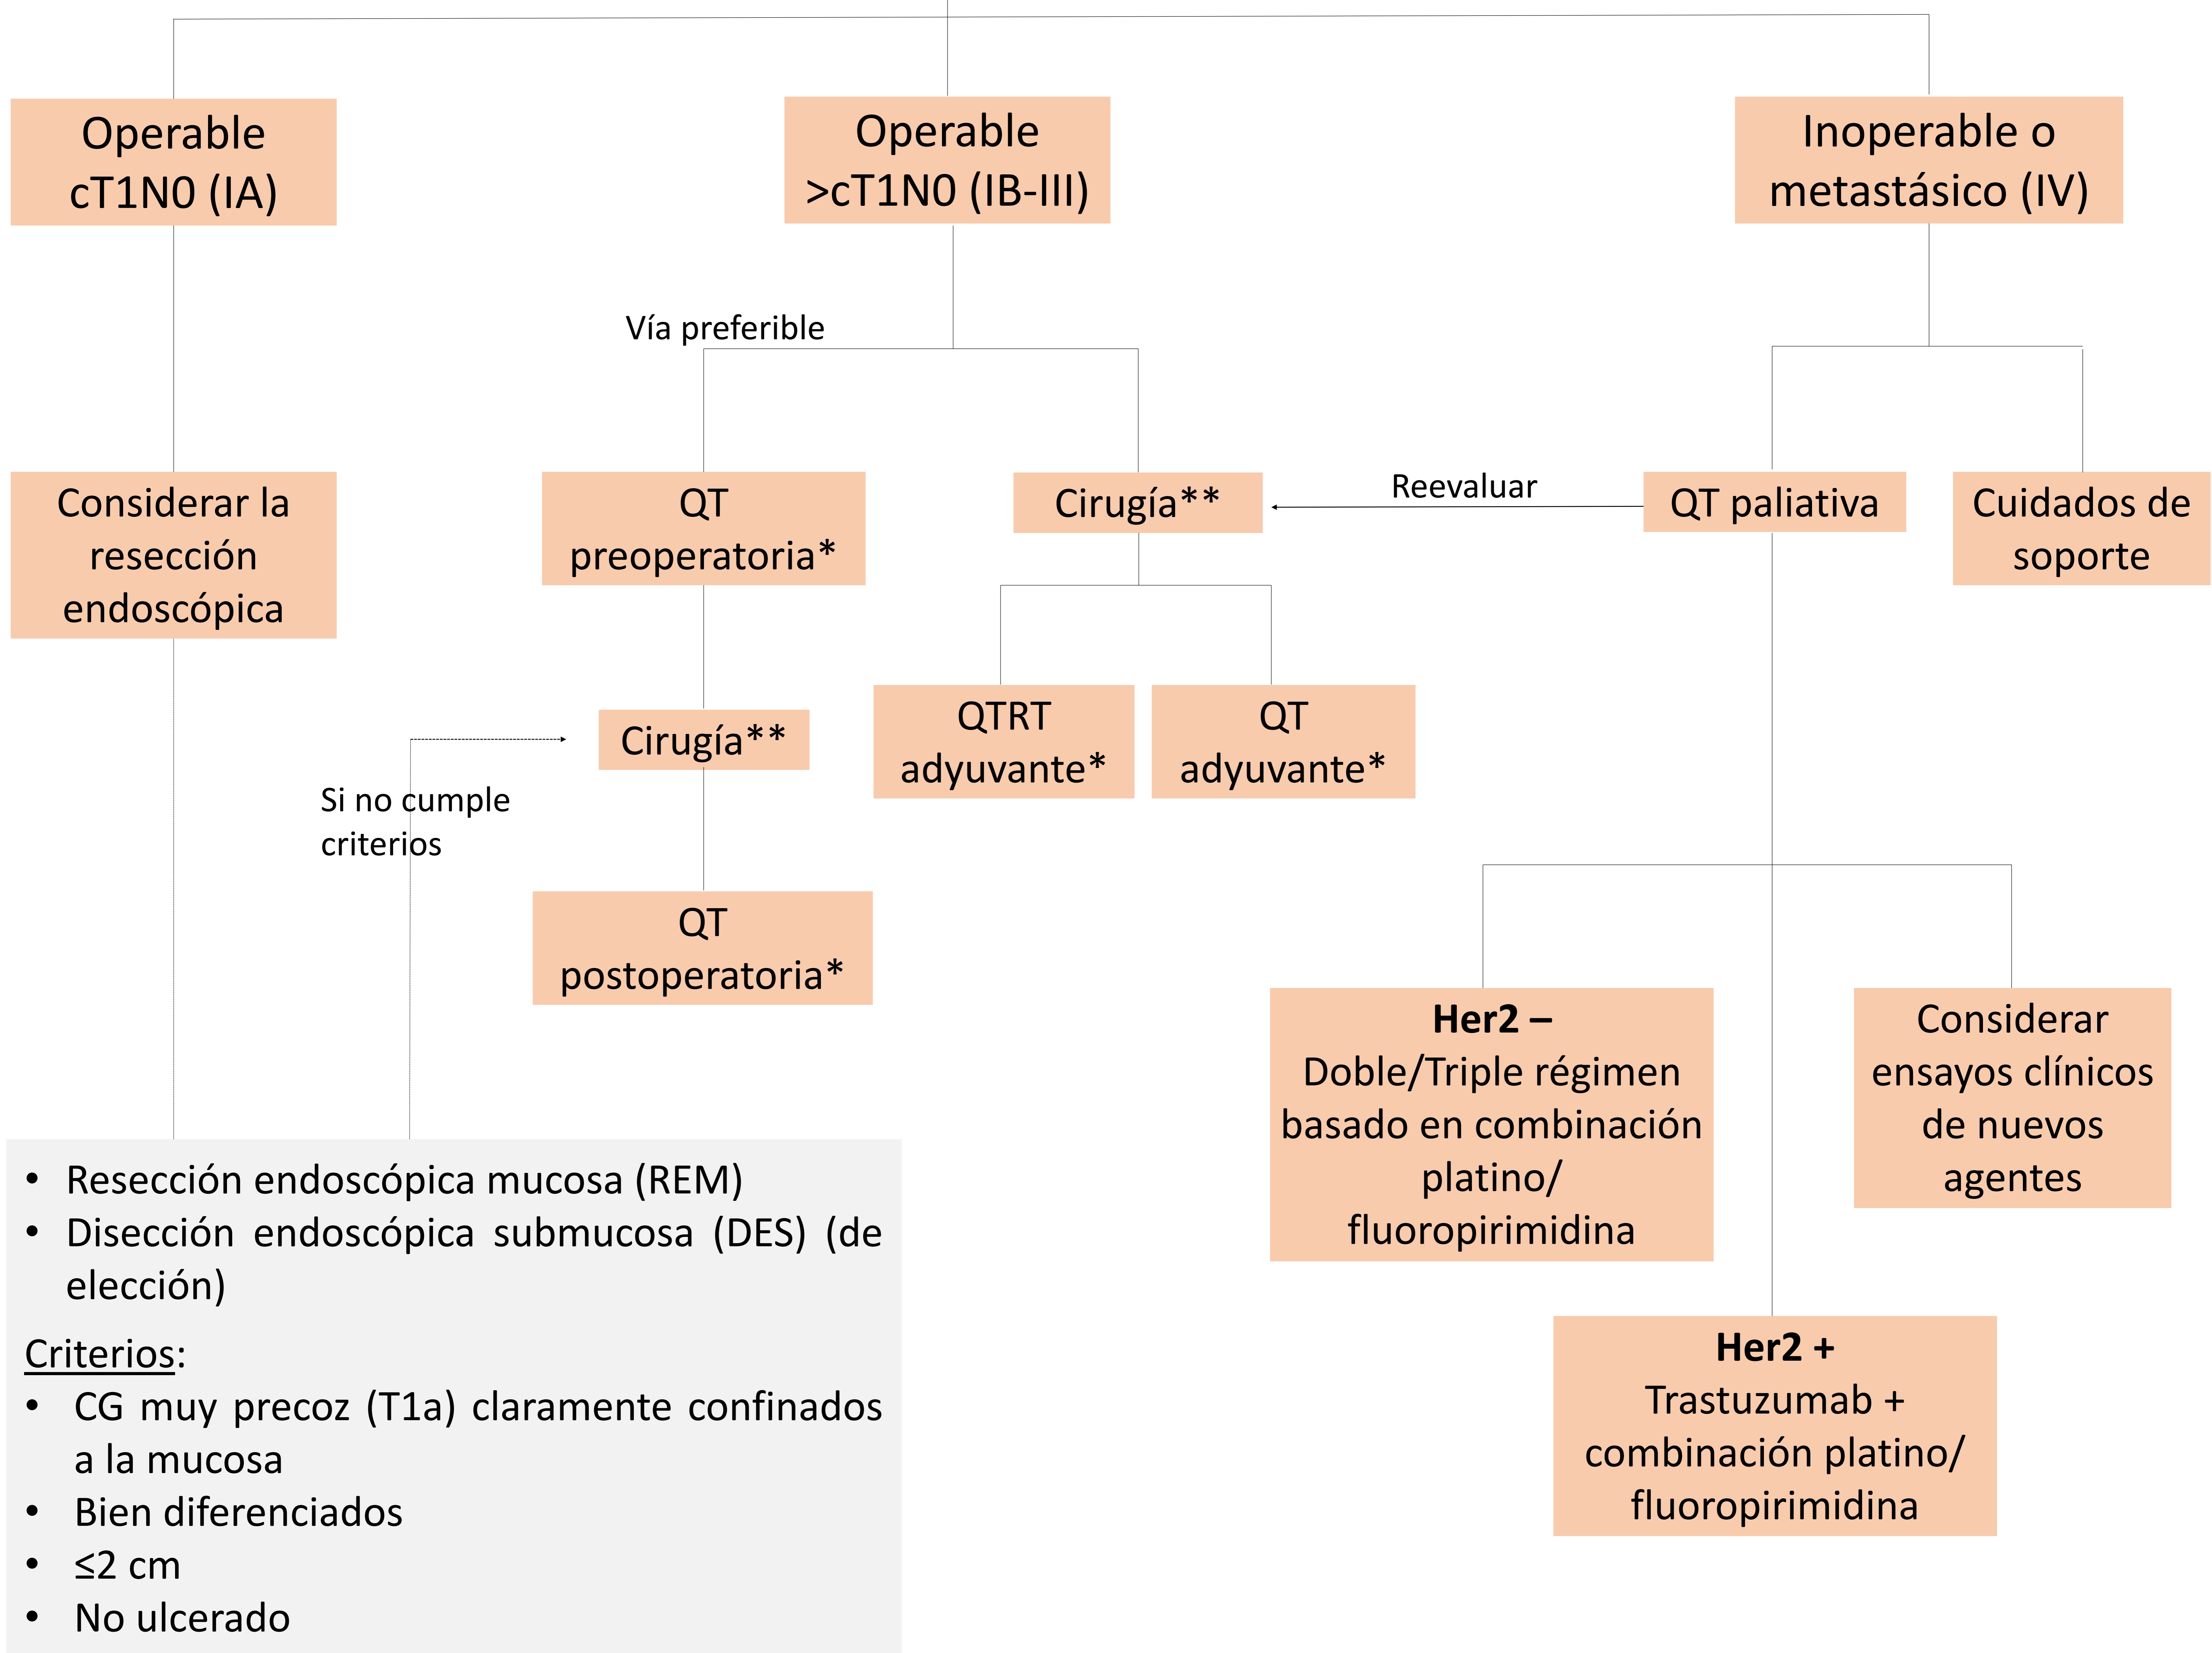 Operable
cT1N0 (IA)
Operable
>cT1N0 (IB-III)
Inoperable o
metastásico (IV)
Vía preferible
Considerar la
resección
endoscópica
QT
preoperatoria*
Cirugía**
Reevaluar
QT paliativa
Cuidados de
soporte
Cirugía**
QTRT
adyuvante*
QT
adyuvante*
Si no cumple
criterios
QT
postoperatoria*
Her2 –
Doble/Triple régimen
basado en combinación
platino/
fluoropirimidina
Considerar
ensayos clínicos
de nuevos
agentes
Her2 +
Trastuzumab +
combinación platino/
fluoropirimidina
• Resección endoscópica mucosa (REM)
• Disección endoscópica submucosa (DES) (de
elección)
Criterios:
• CG muy precoz (T1a) claramente confinados
a la mucosa
• Bien diferenciados
• ≤2 cm
• No ulcerado